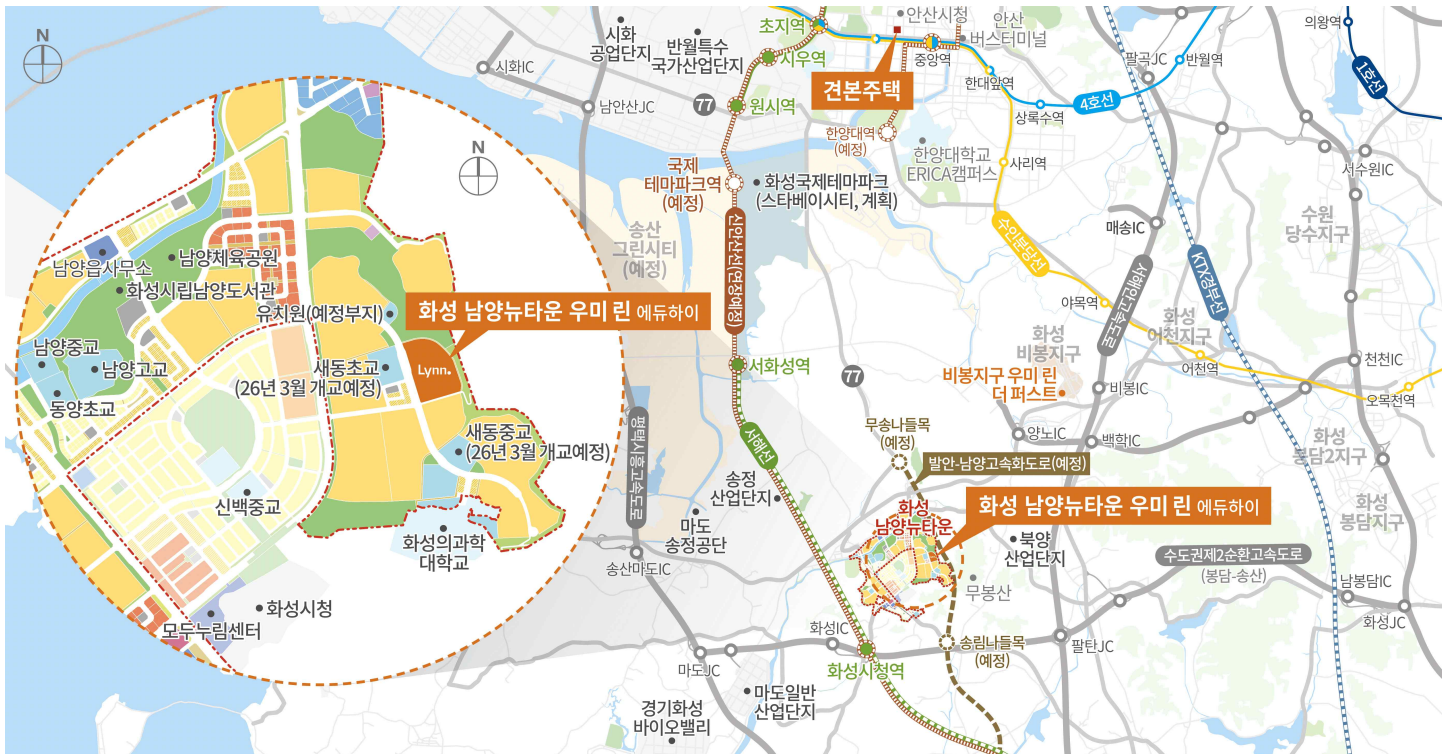 N
시화
공업단지
반월특수
국가산업단지
초지역
안산시청
안산
버스터미널
의왕역
시화IC
시우역
중앙역
팔곡JC
반월역
1호선
견본주택
한대앞역
4호선
남안산JC
77
원시역
상록수역
한양대역
(예정)
한양대학교
ERICA캠퍼스
사리역
서수원IC
N
국제
테마파크역
(예정)
화성국제테마파크
(스타베이시티, 계획)
수원
당수지구
매송IC
송산
그린시티
(예정)
신안산선(연장예정)
수인분당선
서해안고속도로
KTX경부선
남양읍사무소
남양체육공원
화성시립남양도서관
유치원(예정부지)
화성 남양뉴타운 우미 린 에듀하이
야목역
화성
어천지구
화성
비봉지구
남양중교
남양고교
새동초교
(26년 3월 개교예정)
Lynn.
서화성역
77
비봉지구 우미 린
더 퍼스트
비봉IC
어천역
천천IC
오목천역
동양초교
새동중교
(26년 3월 개교예정)
평택시흥고속도로
서해선
무송나들목
(예정)
양노IC
백학IC
화성
봉담2지구
발안-남양고속화도로(예정)
신백중교
송정
산업단지
화성
남양뉴타운
화성 남양뉴타운 우미 린 에듀하이
화성
봉담지구
화성의과학
대학교
마도
송정공단
북양
산업단지
송산마도IC
수도권제2순환고속도로
(봉담-송산)
무봉산
남봉담IC
화성시청
모두누림센터
화성IC
송림나들목
(예정)
팔탄JC
화성JC
마도JC
화성시청역
경기화성
바이오밸리
마도일반
산업단지